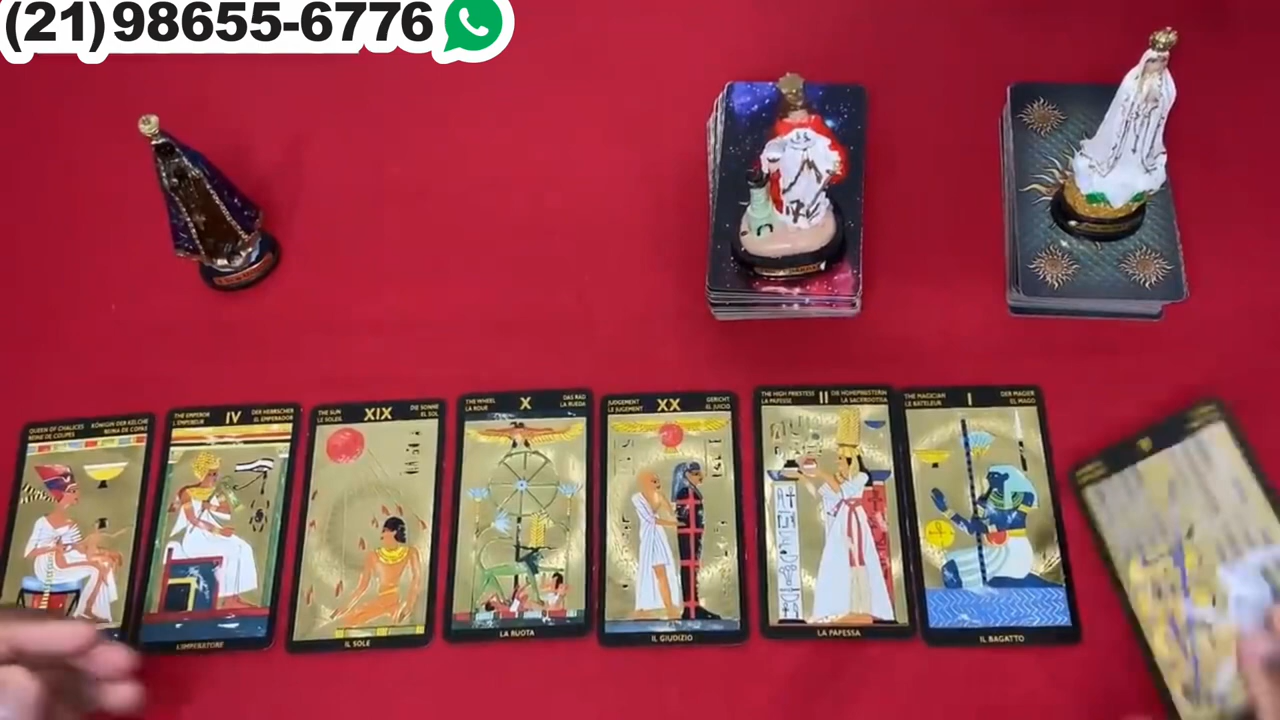 (21)98655-6776
QUEEN OF CHALICES
REINE DE COUPES
KÖNIGIN DER KELCHE
REINA DE COPAS
THE EMPEROR
L'EMPEREUR
IV
DER HERRSCHER
EL EMPERADOR
L'IMPERATORE
THE SUN
LE SOLEIL
XIX
DIE SONNE
EL SOL
IL SOLE
THE WHEEL
LA ROUE
X
DAS RAD
LA RUEDA
LA RUOTA
JUDGEMENT
LE JUGEMENT
XX
GERICHT
EL JUICIO
IL GIUDIZIO
THE HIGH PRIESTESS
LA PAPESSE
II
DIE HOHEPRIESTERIN
LA SACERDOTISA
LA PAPESSA
THE MAGICIAN
LE BATELEUR
I
DER MAGIER
EL MAGO
IL BAGATTO